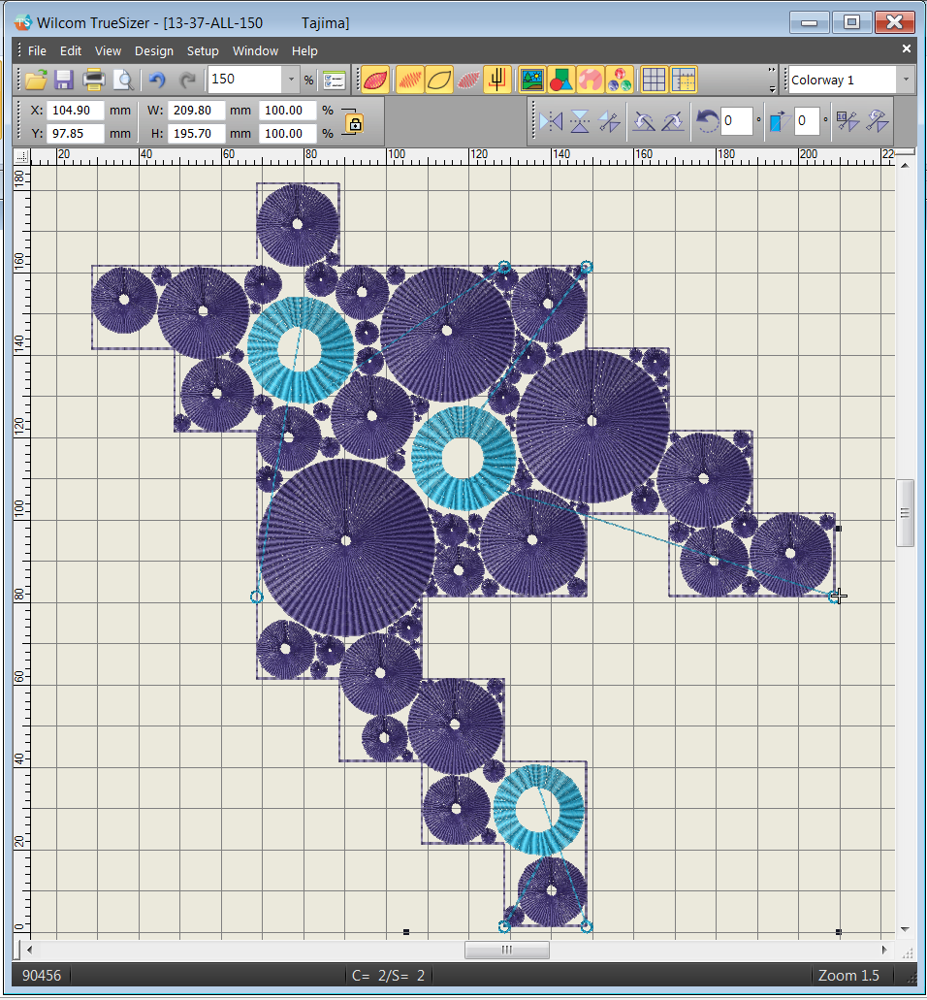 Wilcom TrueSizer - [13-37-ALL-150 Tajima]
File Edit View Design Setup Window Help
150 % Colorway 1
X: 104.90 mm W: 209.80 mm 100.00 % 0 ° 0 °
Y: 97.85 mm H: 195.70 mm 100.00 %
20 40 60 80 100 120 140 160 180 200 22
180
160
140
120
100
80
60
40
20
0
90456 C= 2/S= 2 Zoom 1.5